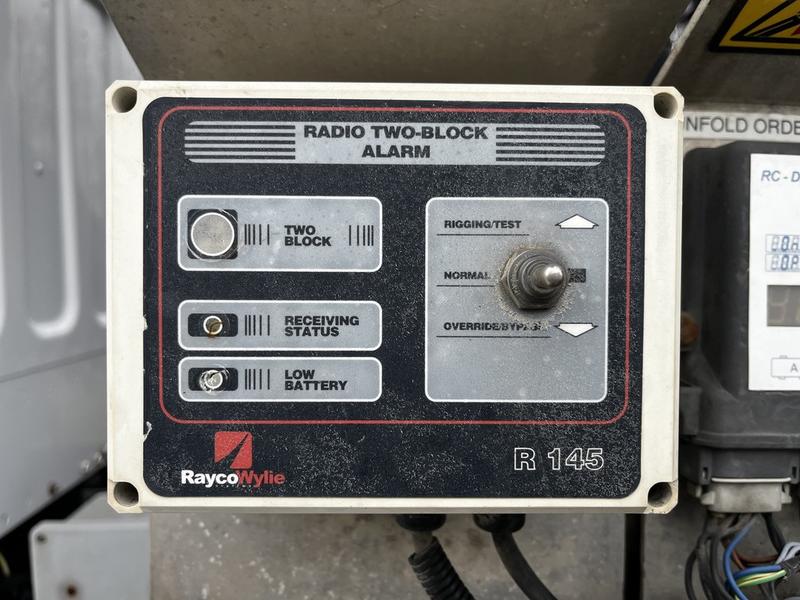 RADIO TWO-BLOCK
ALARM
TWO
BLOCK
RECEIVING
STATUS
LOW
BATTERY
RIGGING/TEST
NORMAL
OVERRIDE/BYPASS
RaycoWylie
R 145
NFOLD ORDE
RC-D
A